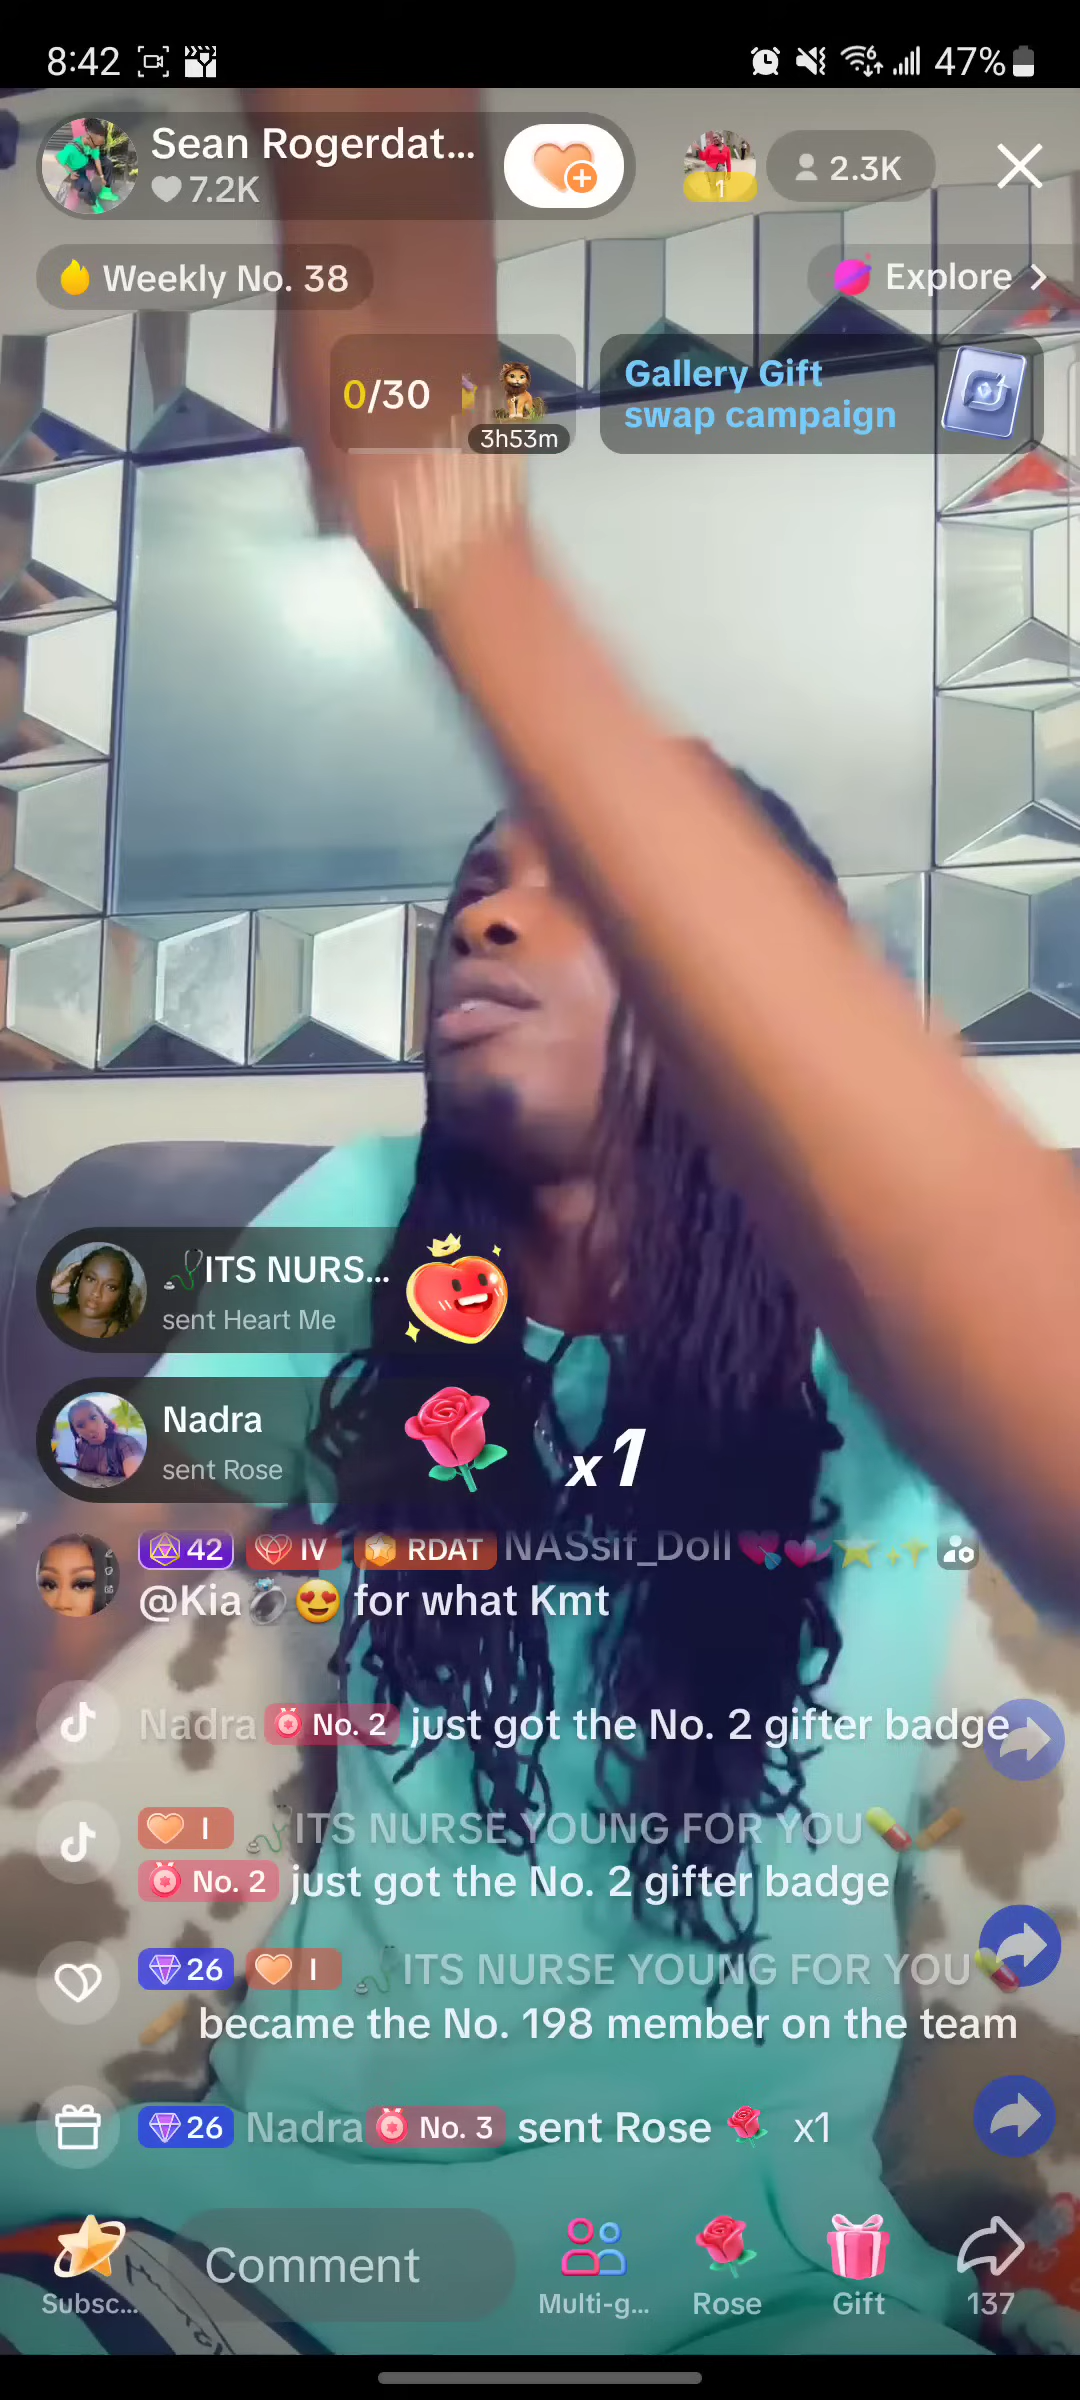 8:42
47%
Sean Rogerdat...
7.2K
1
2.3K
Weekly No. 38
Explore >
0/30
3h53m
Gallery Gift
swap campaign
ITS NURS...
sent Heart Me
Nadra
sent Rose
x1
42 IV RDAT NASsif_Doll
@Kia for what Kmt
Nadra No. 2 just got the No. 2 gifter badge
I ITS NURSE YOUNG FOR YOU
No. 2 just got the No. 2 gifter badge
26 I ITS NURSE YOUNG FOR YOU
became the No. 198 member on the team
26 Nadra No. 3 sent Rose x1
Comment
Subsc...
Multi-g...
Rose
Gift
137